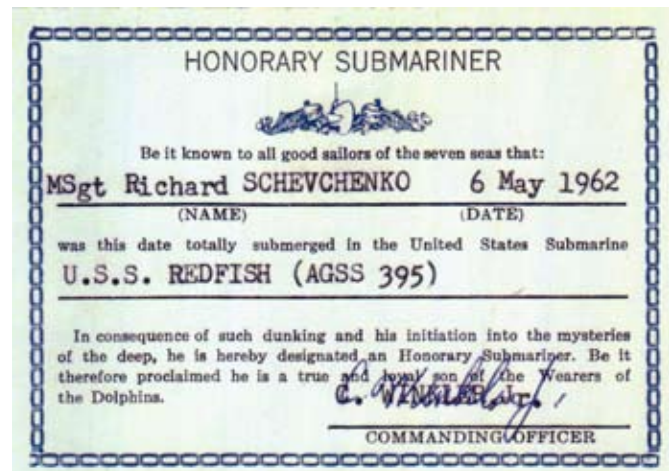 HONORARY SUBMARINER
Be it known to all good sailors of the seven seas that:
MSgt Richard SCHEVCHENKO 6 May 1962
(NAME) (DATE)
was this date totally submerged in the United States Submarine
U.S.S. REDFISH (AGSS 395)
In consequence of such dunking and his initiation into the mysteries
of the deep, he is hereby designated an Honorary Submariner. Be it
therefore proclaimed he is a true and loyal son of the Wearers of
the Dolphins. C. WINKLER, Jr.
COMMANDING OFFICER